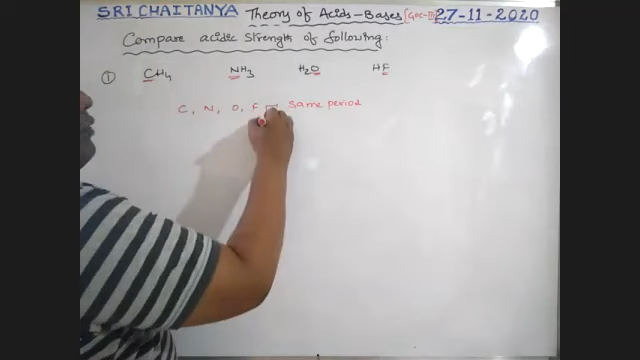 SRI CHAITANYA Theory of Acids-Bases [GOC-II] 27-11-2020
Compare acidic strength of following:
① CH4 NH3 H2O HF
C, N, O, F same period